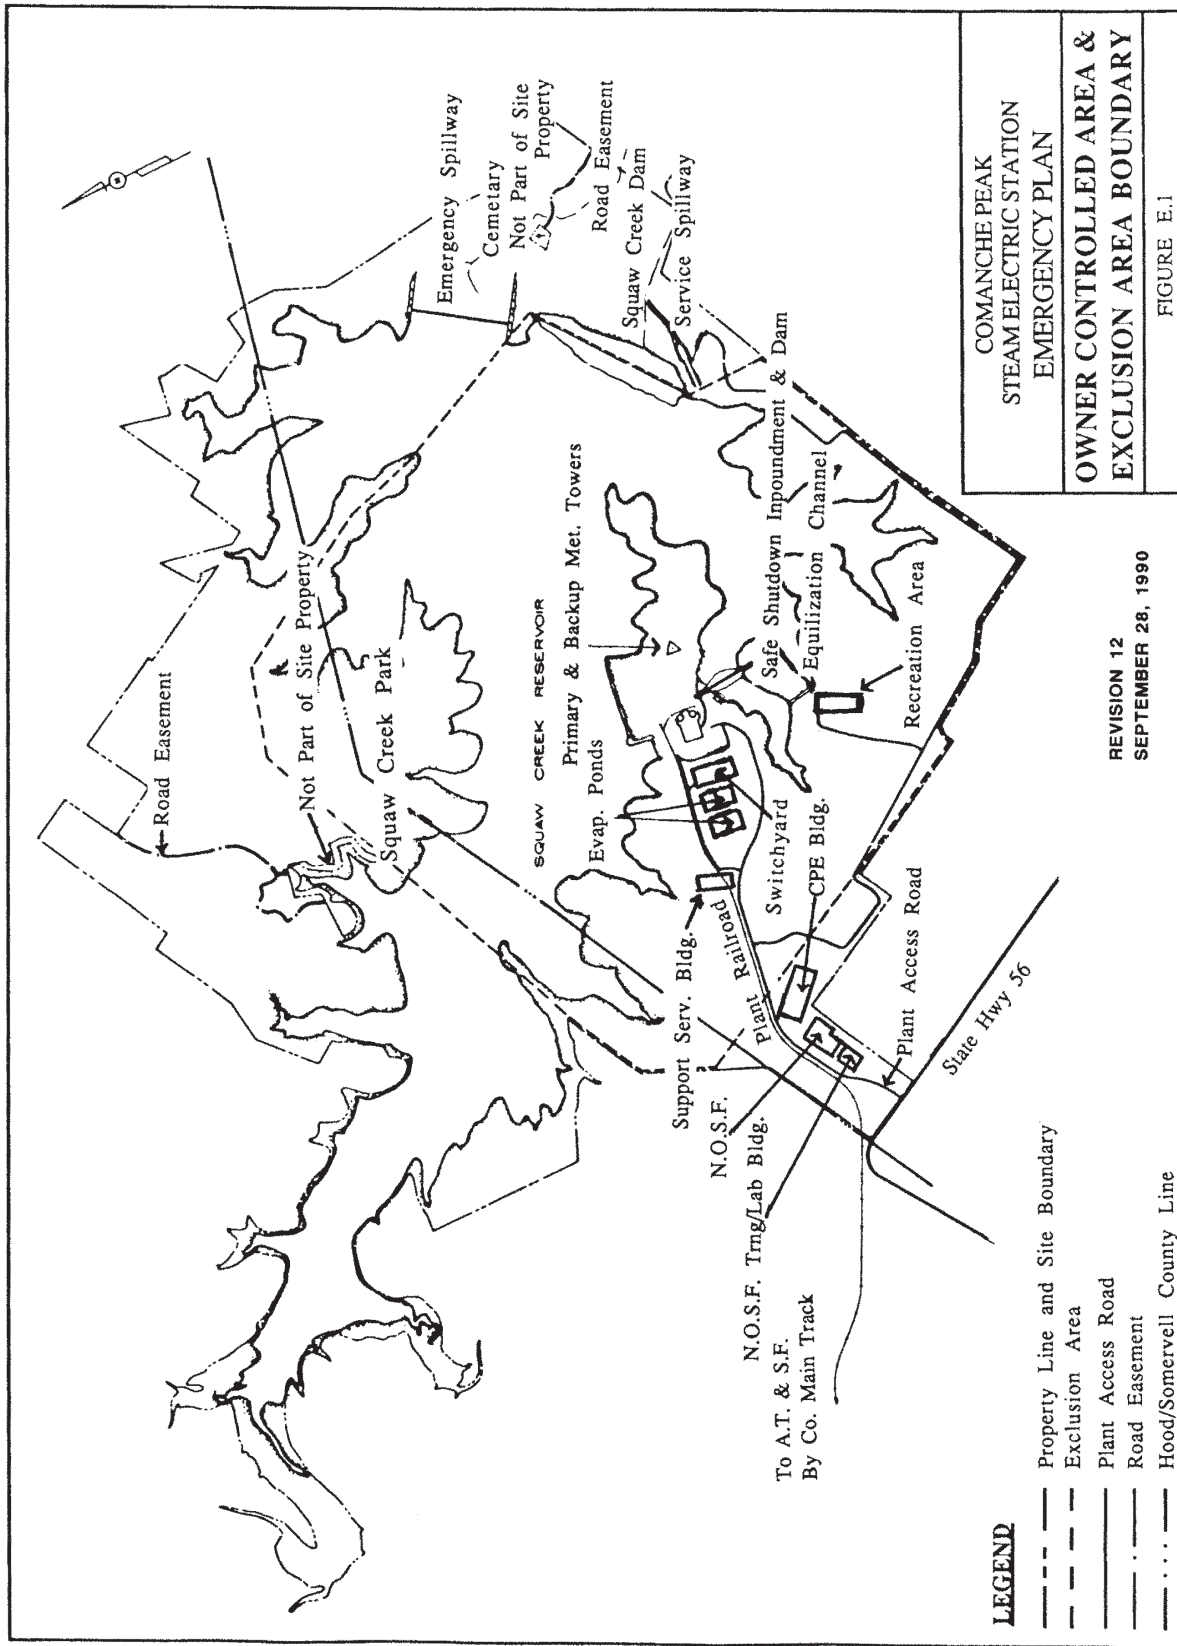 Emergency Spillway
Cemetary
Not Part of Site
Property
Road Easement
Squaw Creek Dam
Service Spillway
Road Easement
Not Part of Site Property
Squaw Creek Park
SQUAW CREEK RESERVOIR
Primary & Backup Met. Towers
Evap. Ponds
Safe Shutdown Inpoundment & Dam
Equilization Channel
Recreation Area
Support Serv. Bldg.
Plant Railroad
Switchyard
CPE Bldg.
N.O.S.F.
N.O.S.F. Trng/Lab Bldg.
Plant Access Road
State Hwy 56
To A.T. & S.F.
By Co. Main Track
LEGEND
Property Line and Site Boundary
Exclusion Area
Plant Access Road
Road Easement
Hood/Somervell County Line
REVISION 12
SEPTEMBER 28, 1990
COMANCHE PEAK
STEAM ELECTRIC STATION
EMERGENCY PLAN
OWNER CONTROLLED AREA &
EXCLUSION AREA BOUNDARY
FIGURE E.1